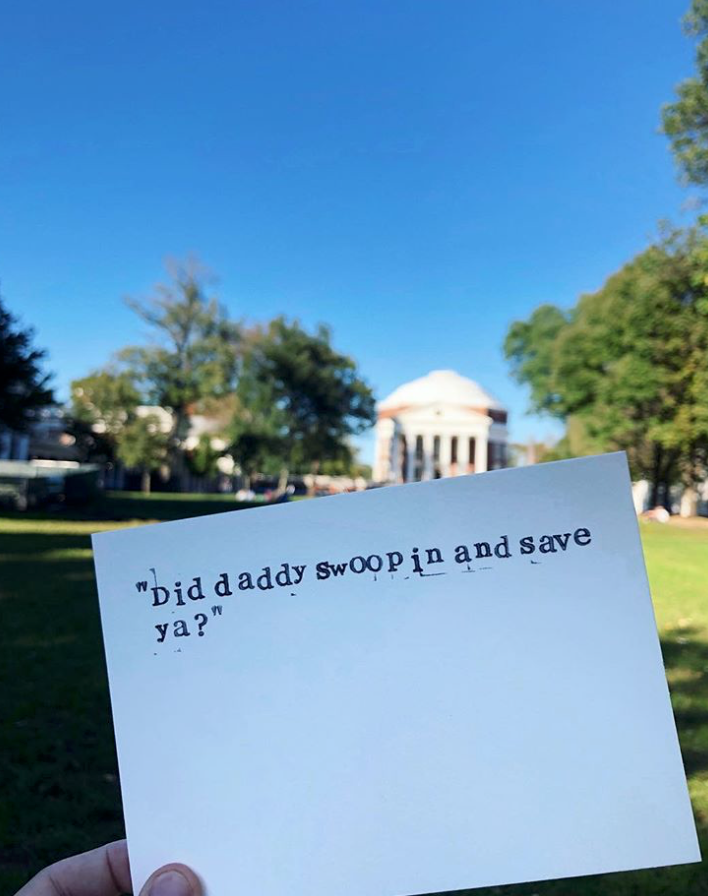 "Did daddy swoop in and save
ya?"